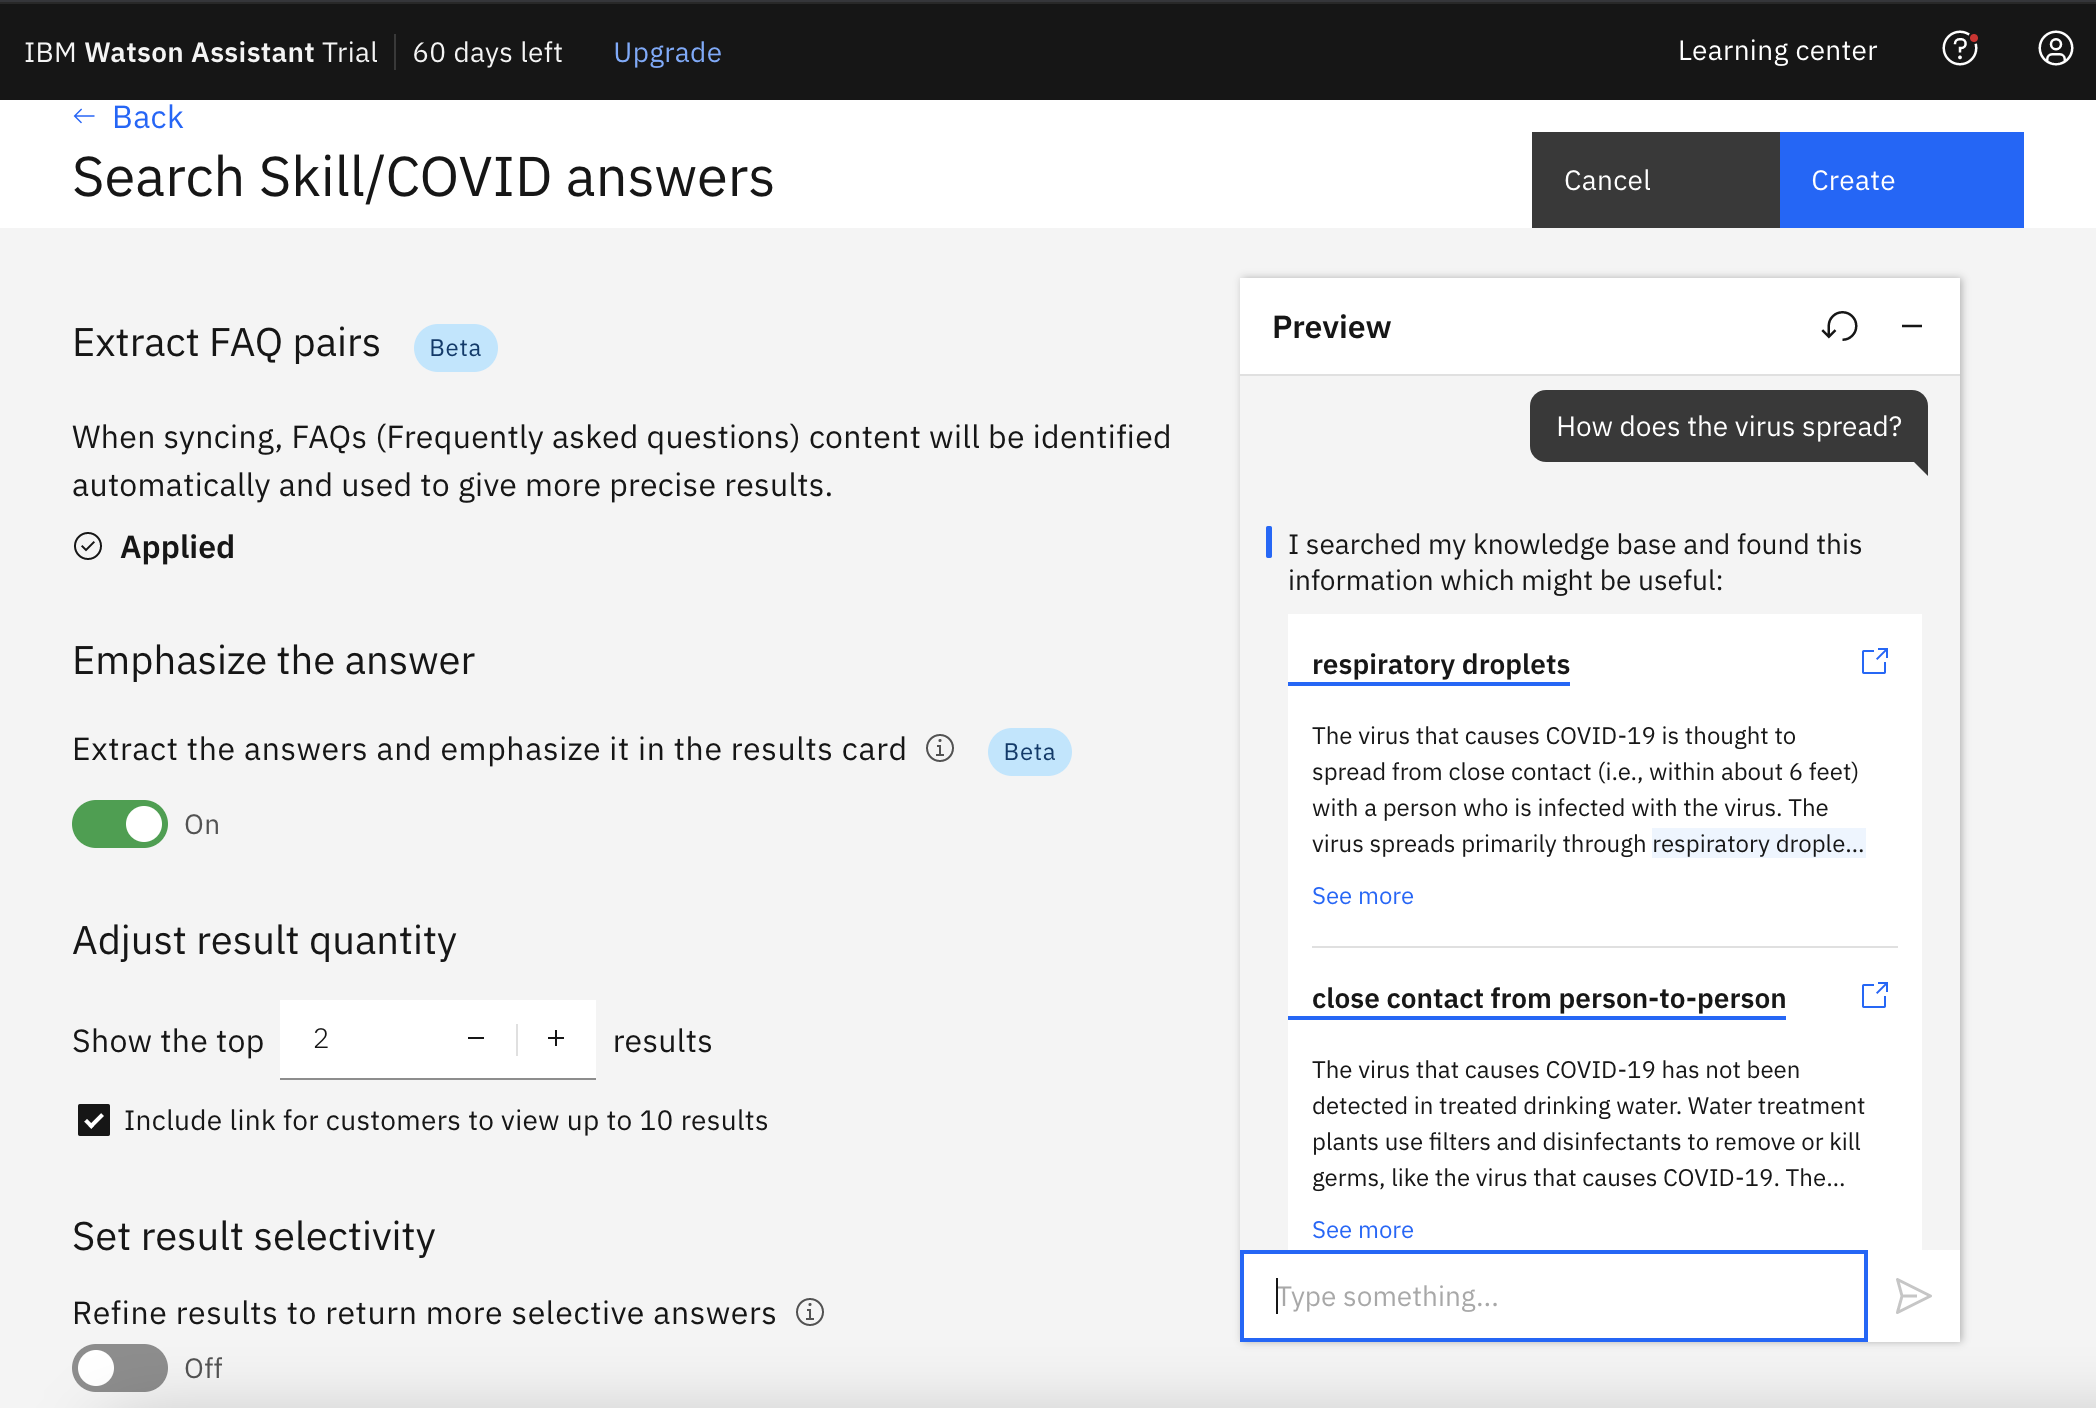 IBM Watson Assistant Trial
60 days left
Upgrade
Learning center
Back
Search Skill/COVID answers
Cancel
Create
Extract FAQ pairs
Beta
When syncing, FAQs (Frequently asked questions) content will be identified
automatically and used to give more precise results.
Applied
Emphasize the answer
Extract the answers and emphasize it in the results card
Beta
On
Adjust result quantity
Show the top 2 results
Include link for customers to view up to 10 results
Set result selectivity
Refine results to return more selective answers
Off
Preview
How does the virus spread?
I searched my knowledge base and found this
information which might be useful:
respiratory droplets
The virus that causes COVID-19 is thought to
spread from close contact (i.e., within about 6 feet)
with a person who is infected with the virus. The
virus spreads primarily through respiratory drople...
See more
close contact from person-to-person
The virus that causes COVID-19 has not been
detected in treated drinking water. Water treatment
plants use filters and disinfectants to remove or kill
germs, like the virus that causes COVID-19. The...
See more
Type something...